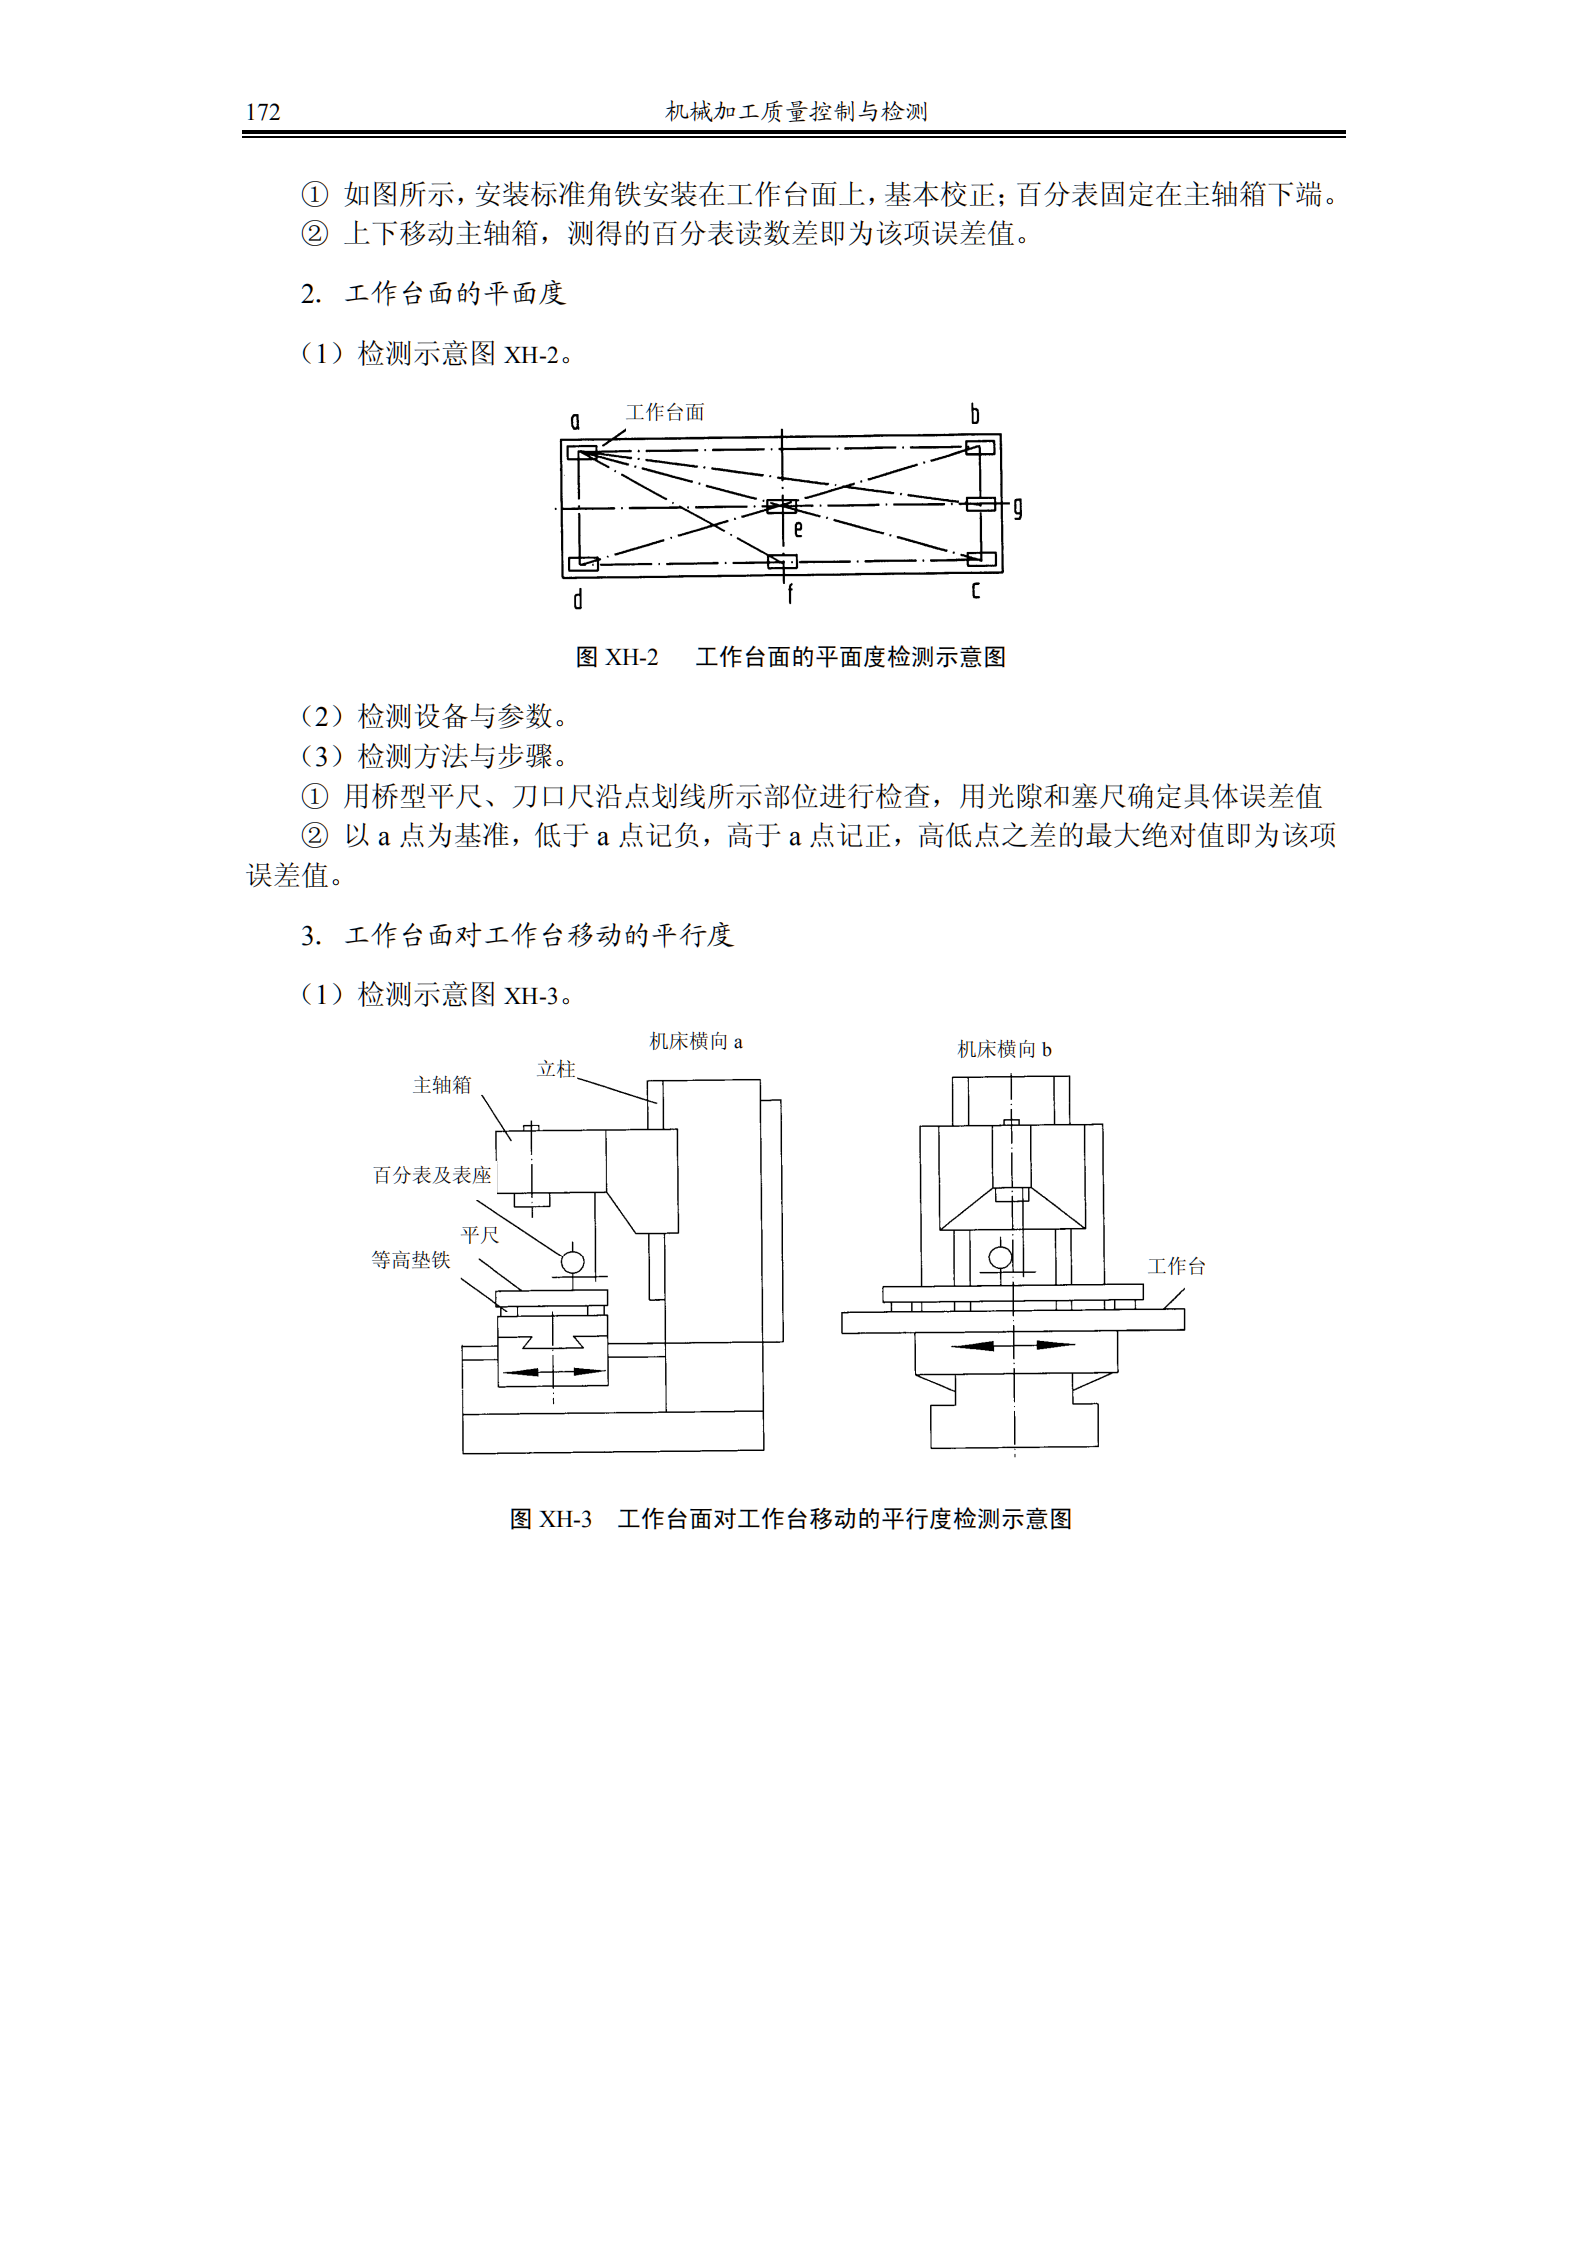 172 机械加工质量控制与检测
① 如图所示，安装标准角铁安装在工作台面上，基本校正；百分表固定在主轴箱下端。
② 上下移动主轴箱，测得的百分表读数差即为该项误差值。
2. 工作台面的平面度
（1）检测示意图 XH-2。
a 工作台面 b
g
e
d f c
图 XH-2 工作台面的平面度检测示意图
（2）检测设备与参数。
（3）检测方法与步骤。
① 用桥型平尺、刀口尺沿点划线所示部位进行检查，用光隙和塞尺确定具体误差值
② 以 a 点为基准，低于 a 点记负，高于 a 点记正，高低点之差的最大绝对值即为该项
误差值。
3. 工作台面对工作台移动的平行度
（1）检测示意图 XH-3。
机床横向 a
机床横向 b
立柱
主轴箱
百分表及表座
平尺
等高垫铁
工作台
图 XH-3 工作台面对工作台移动的平行度检测示意图